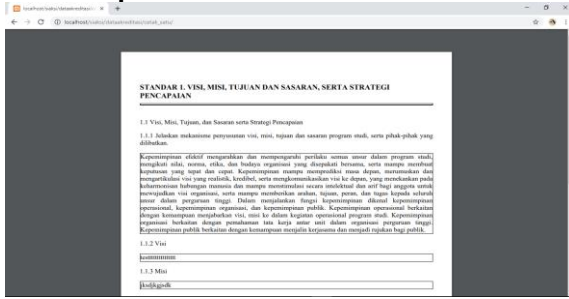 localhost/satu/dataakreditasi/cetak_satu/
STANDAR 1. VISI, MISI, TUJUAN DAN SASARAN, SERTA STRATEGI
PENCAPAIAN
1.1 Visi, Misi, Tujuan, dan Sasaran serta Strategi Pencapaian
1.1.1 Jelaskan mekanisme penyusunan visi, misi, tujuan dan sasaran program studi, serta pihak-pihak yang
dilibatkan.
Kepemimpinan efektif mengarahkan dan mempengaruhi perilaku semua unsur dalam program studi,
mengikuti nilai, norma, etika, dan budaya organisasi yang disepakati bersama, serta mampu membuat
keputusan yang tepat dan cepat. Kepemimpinan mampu memprediksi masa depan, merumuskan dan
mengartikulasi visi yang realistik, kredibel, serta mengkomunikasikan visi ke depan, yang menekankan pada
keharmonisan hubungan manusia dan mampu menstimulasi secara intelektual dan arif bagi anggota untuk
mewujudkan visi organisasi, serta mampu memberikan arahan, tujuan, peran, dan tugas kepada seluruh
unsur dalam perguruan tinggi. Dalam menjalankan fungsi kepemimpinan dikenal kepemimpinan
operasional, kepemimpinan organisasi, dan kepemimpinan publik. Kepemimpinan operasional berkaitan
dengan kemampuan menjabarkan visi, misi ke dalam kegiatan operasional program studi. Kepemimpinan
organisasi berkaitan dengan pemahaman tata kerja antar unit dalam organisasi perguruan tinggi.
Kepemimpinan publik berkaitan dengan kemampuan menjalin kerjasama dan menjadi rujukan bagi publik.
1.1.2 Visi
1.1.3 Misi